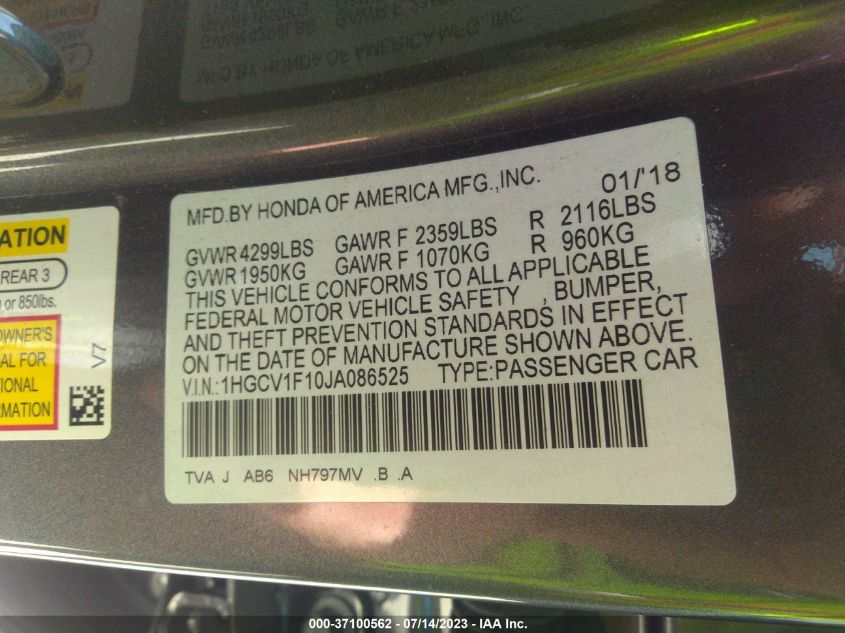 MFD.BY HONDA OF AMERICA MFG.,INC. 01/'18
GVWR 4299LBS GAWR F 2359LBS R 2116LBS
GVWR 1950KG GAWR F 1070KG R 960KG
THIS VEHICLE CONFORMS TO ALL APPLICABLE
FEDERAL MOTOR VEHICLE SAFETY , BUMPER,
AND THEFT PREVENTION STANDARDS IN EFFECT
ON THE DATE OF MANUFACTURE SHOWN ABOVE.
V.I.N.:1HGCV1F10JA086525 TYPE:PASSENGER CAR
TVA J AB6 NH797MV .B .A
ATION
REAR 3
or 850lbs.
OWNER'S
AL FOR
TIONAL
RMATION
V7
000-37100562 - 07/14/2023 - IAA Inc.